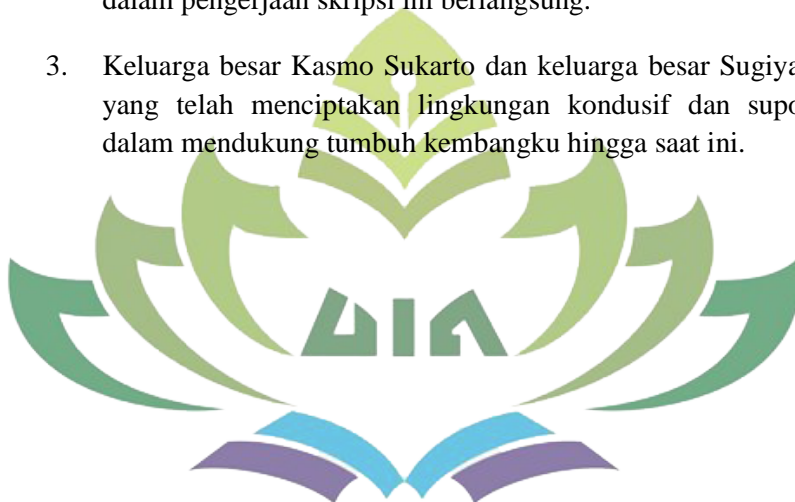 dalam pengerjaan skripsi ini berlangsung.
3. Keluarga besar Kasmo Sukarto dan keluarga besar
yang telah menciptakan lingkungan kondusif dan
dalam mendukung tumbuh kembangku hingga saat ini.